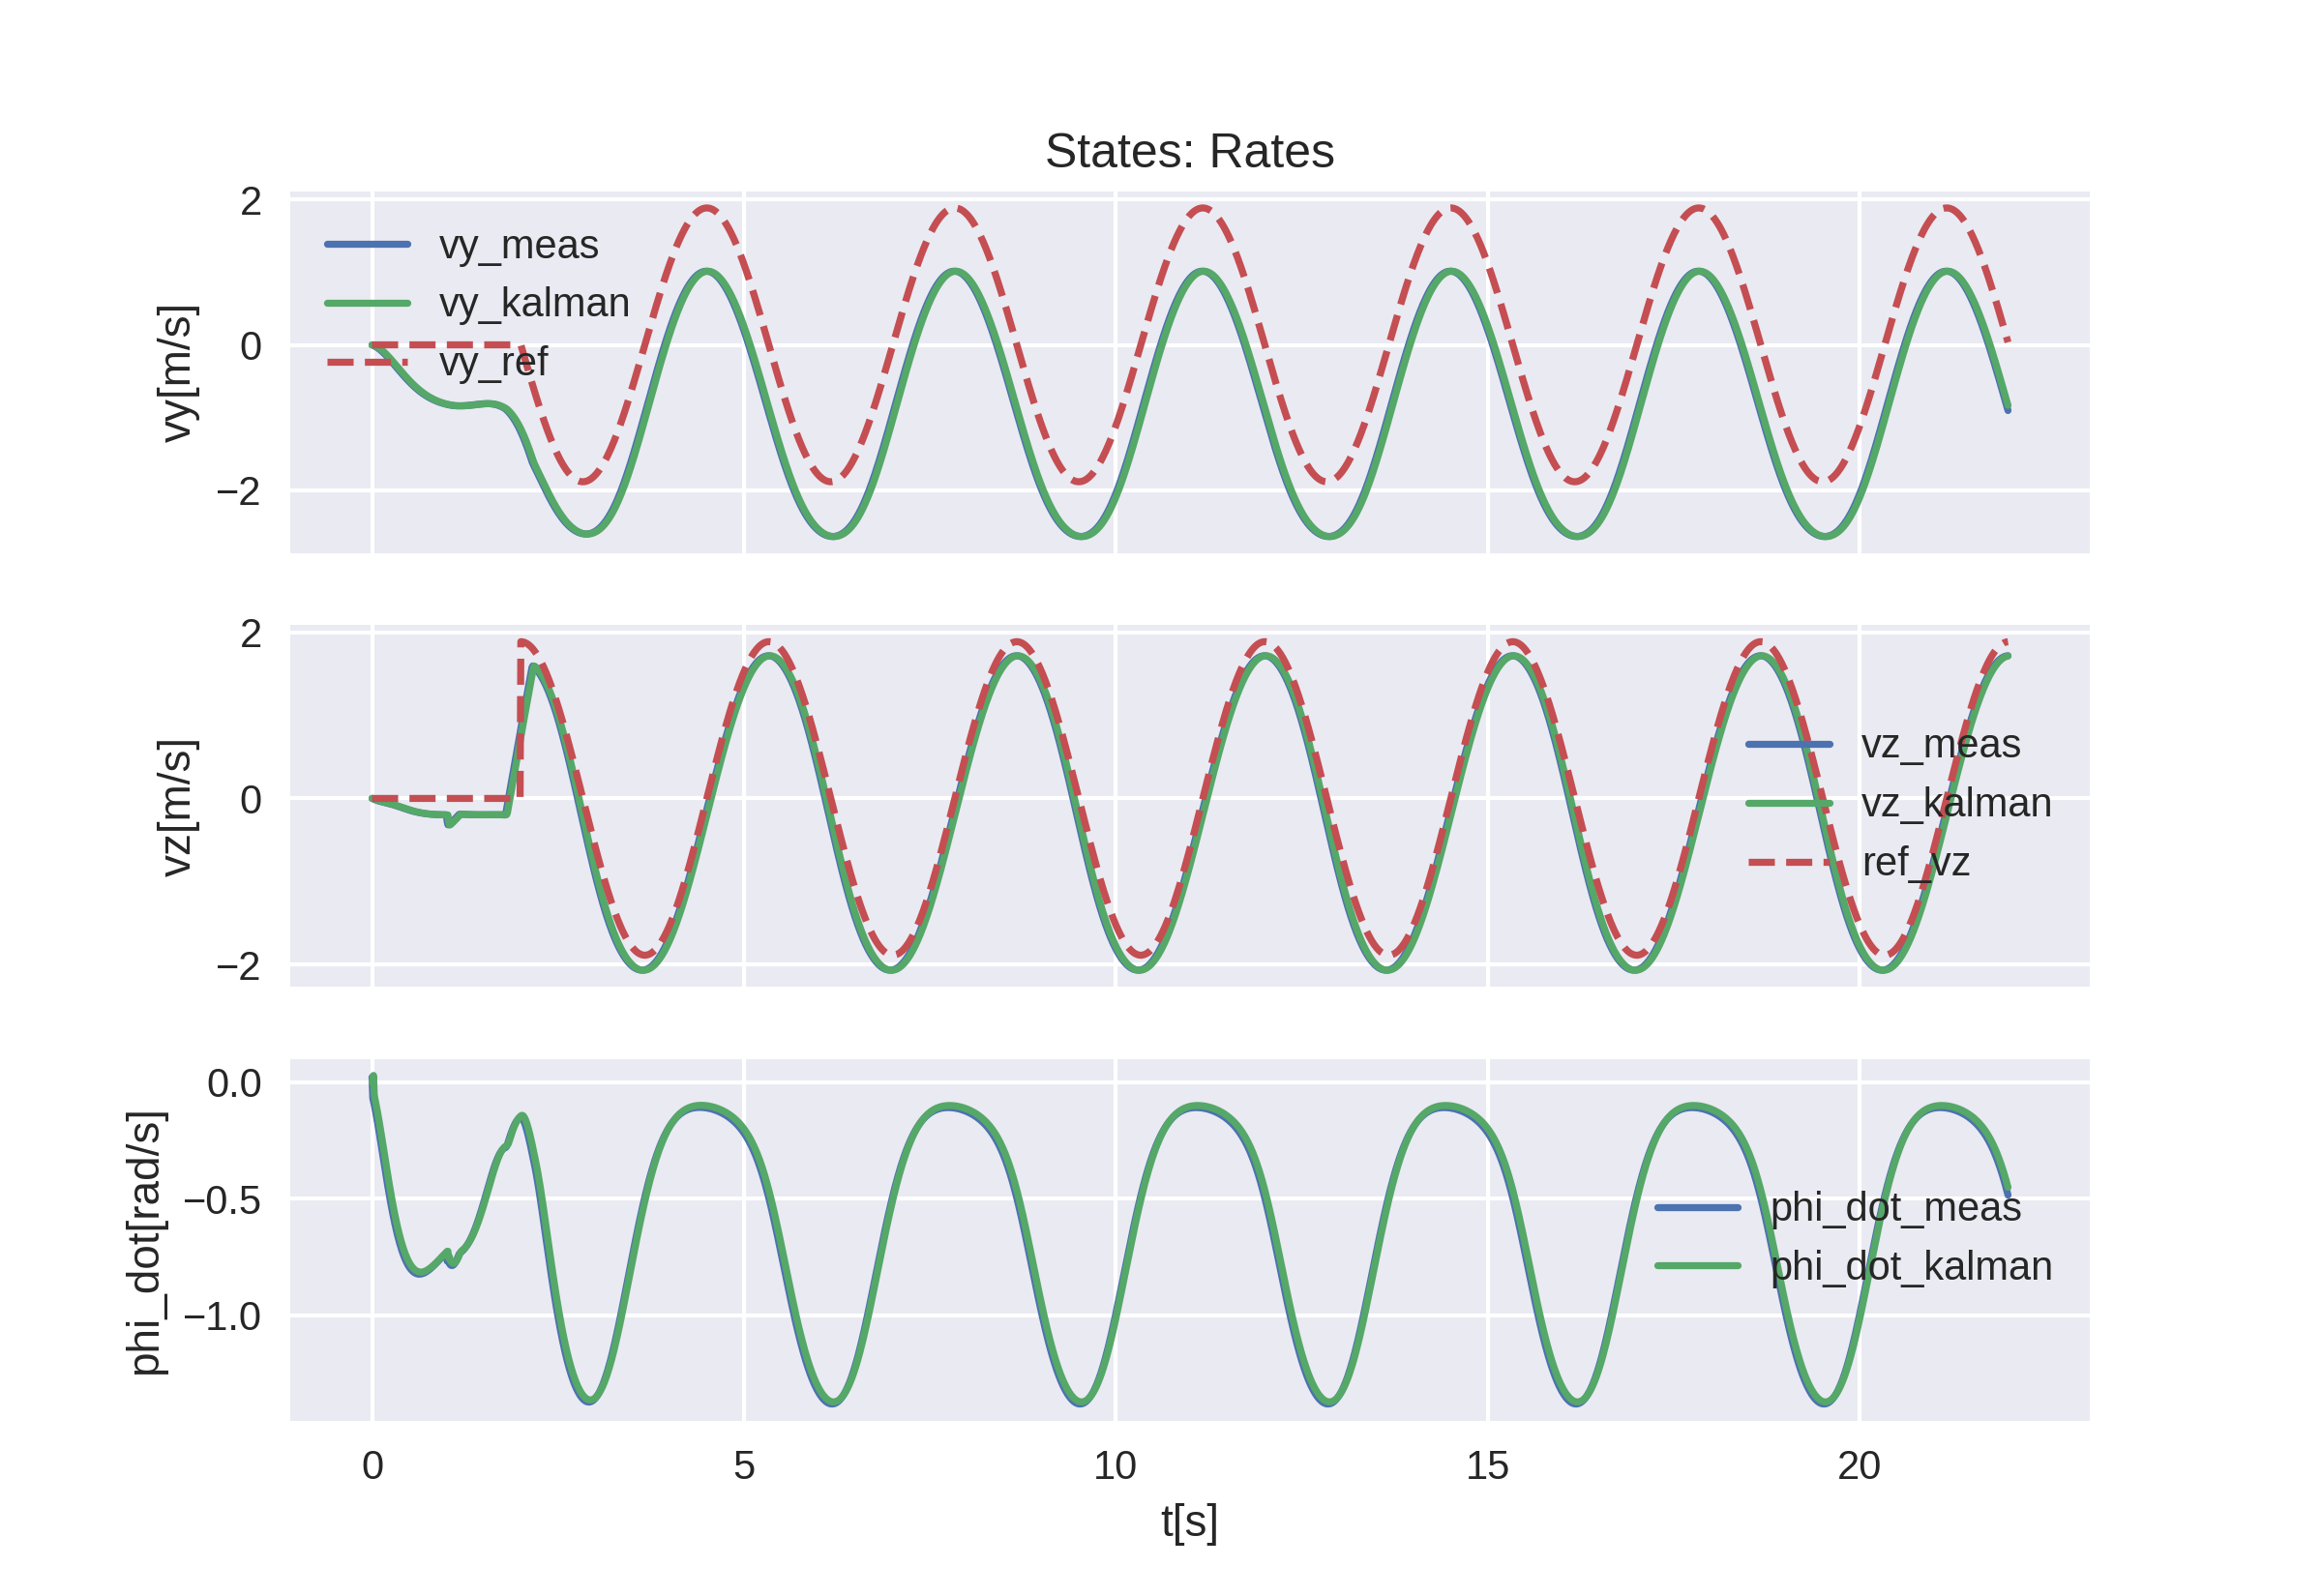 States: Rates
vy[m/s]
2
0
−2
vy_meas
vy_kalman
vy_ref
vz[m/s]
2
0
−2
vz_meas
vz_kalman
ref_vz
phi_dot[rad/s]
0.0
−0.5
−1.0
phi_dot_meas
phi_dot_kalman
0 5 10 15 20
t[s]